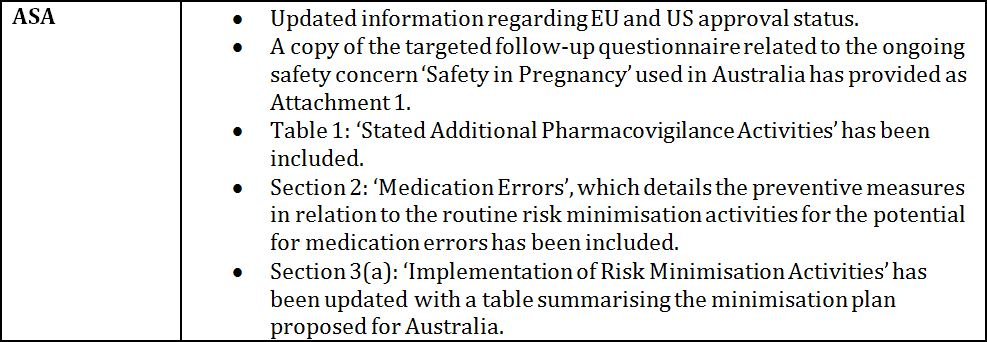 ASA
• Updated information regarding EU and US approval status.
• A copy of the targeted follow-up questionnaire related to the ongoing
safety concern ‘Safety in Pregnancy’ used in Australia has provided as
Attachment 1.
• Table 1: ‘Stated Additional Pharmacovigilance Activities’ has been
included.
• Section 2: ‘Medication Errors’, which details the preventive measures
in relation to the routine risk minimisation activities for the potential
for medication errors has been included.
• Section 3(a): ‘Implementation of Risk Minimisation Activities’ has
been updated with a table summarising the minimisation plan
proposed for Australia.